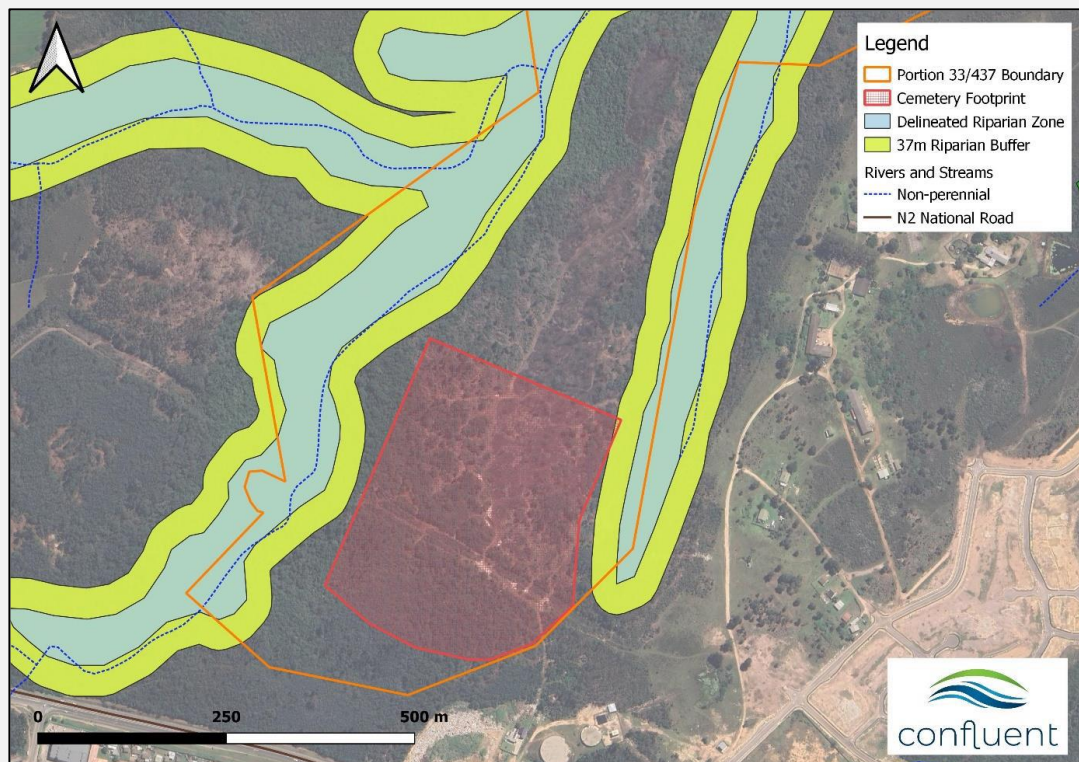 Legend
Portion 33/437 Boundary
Cemetery Footprint
Delineated Riparian Zone
37m Riparian Buffer
Rivers and Streams
Non-perennial
N2 National Road
0 250 500 m
confluent